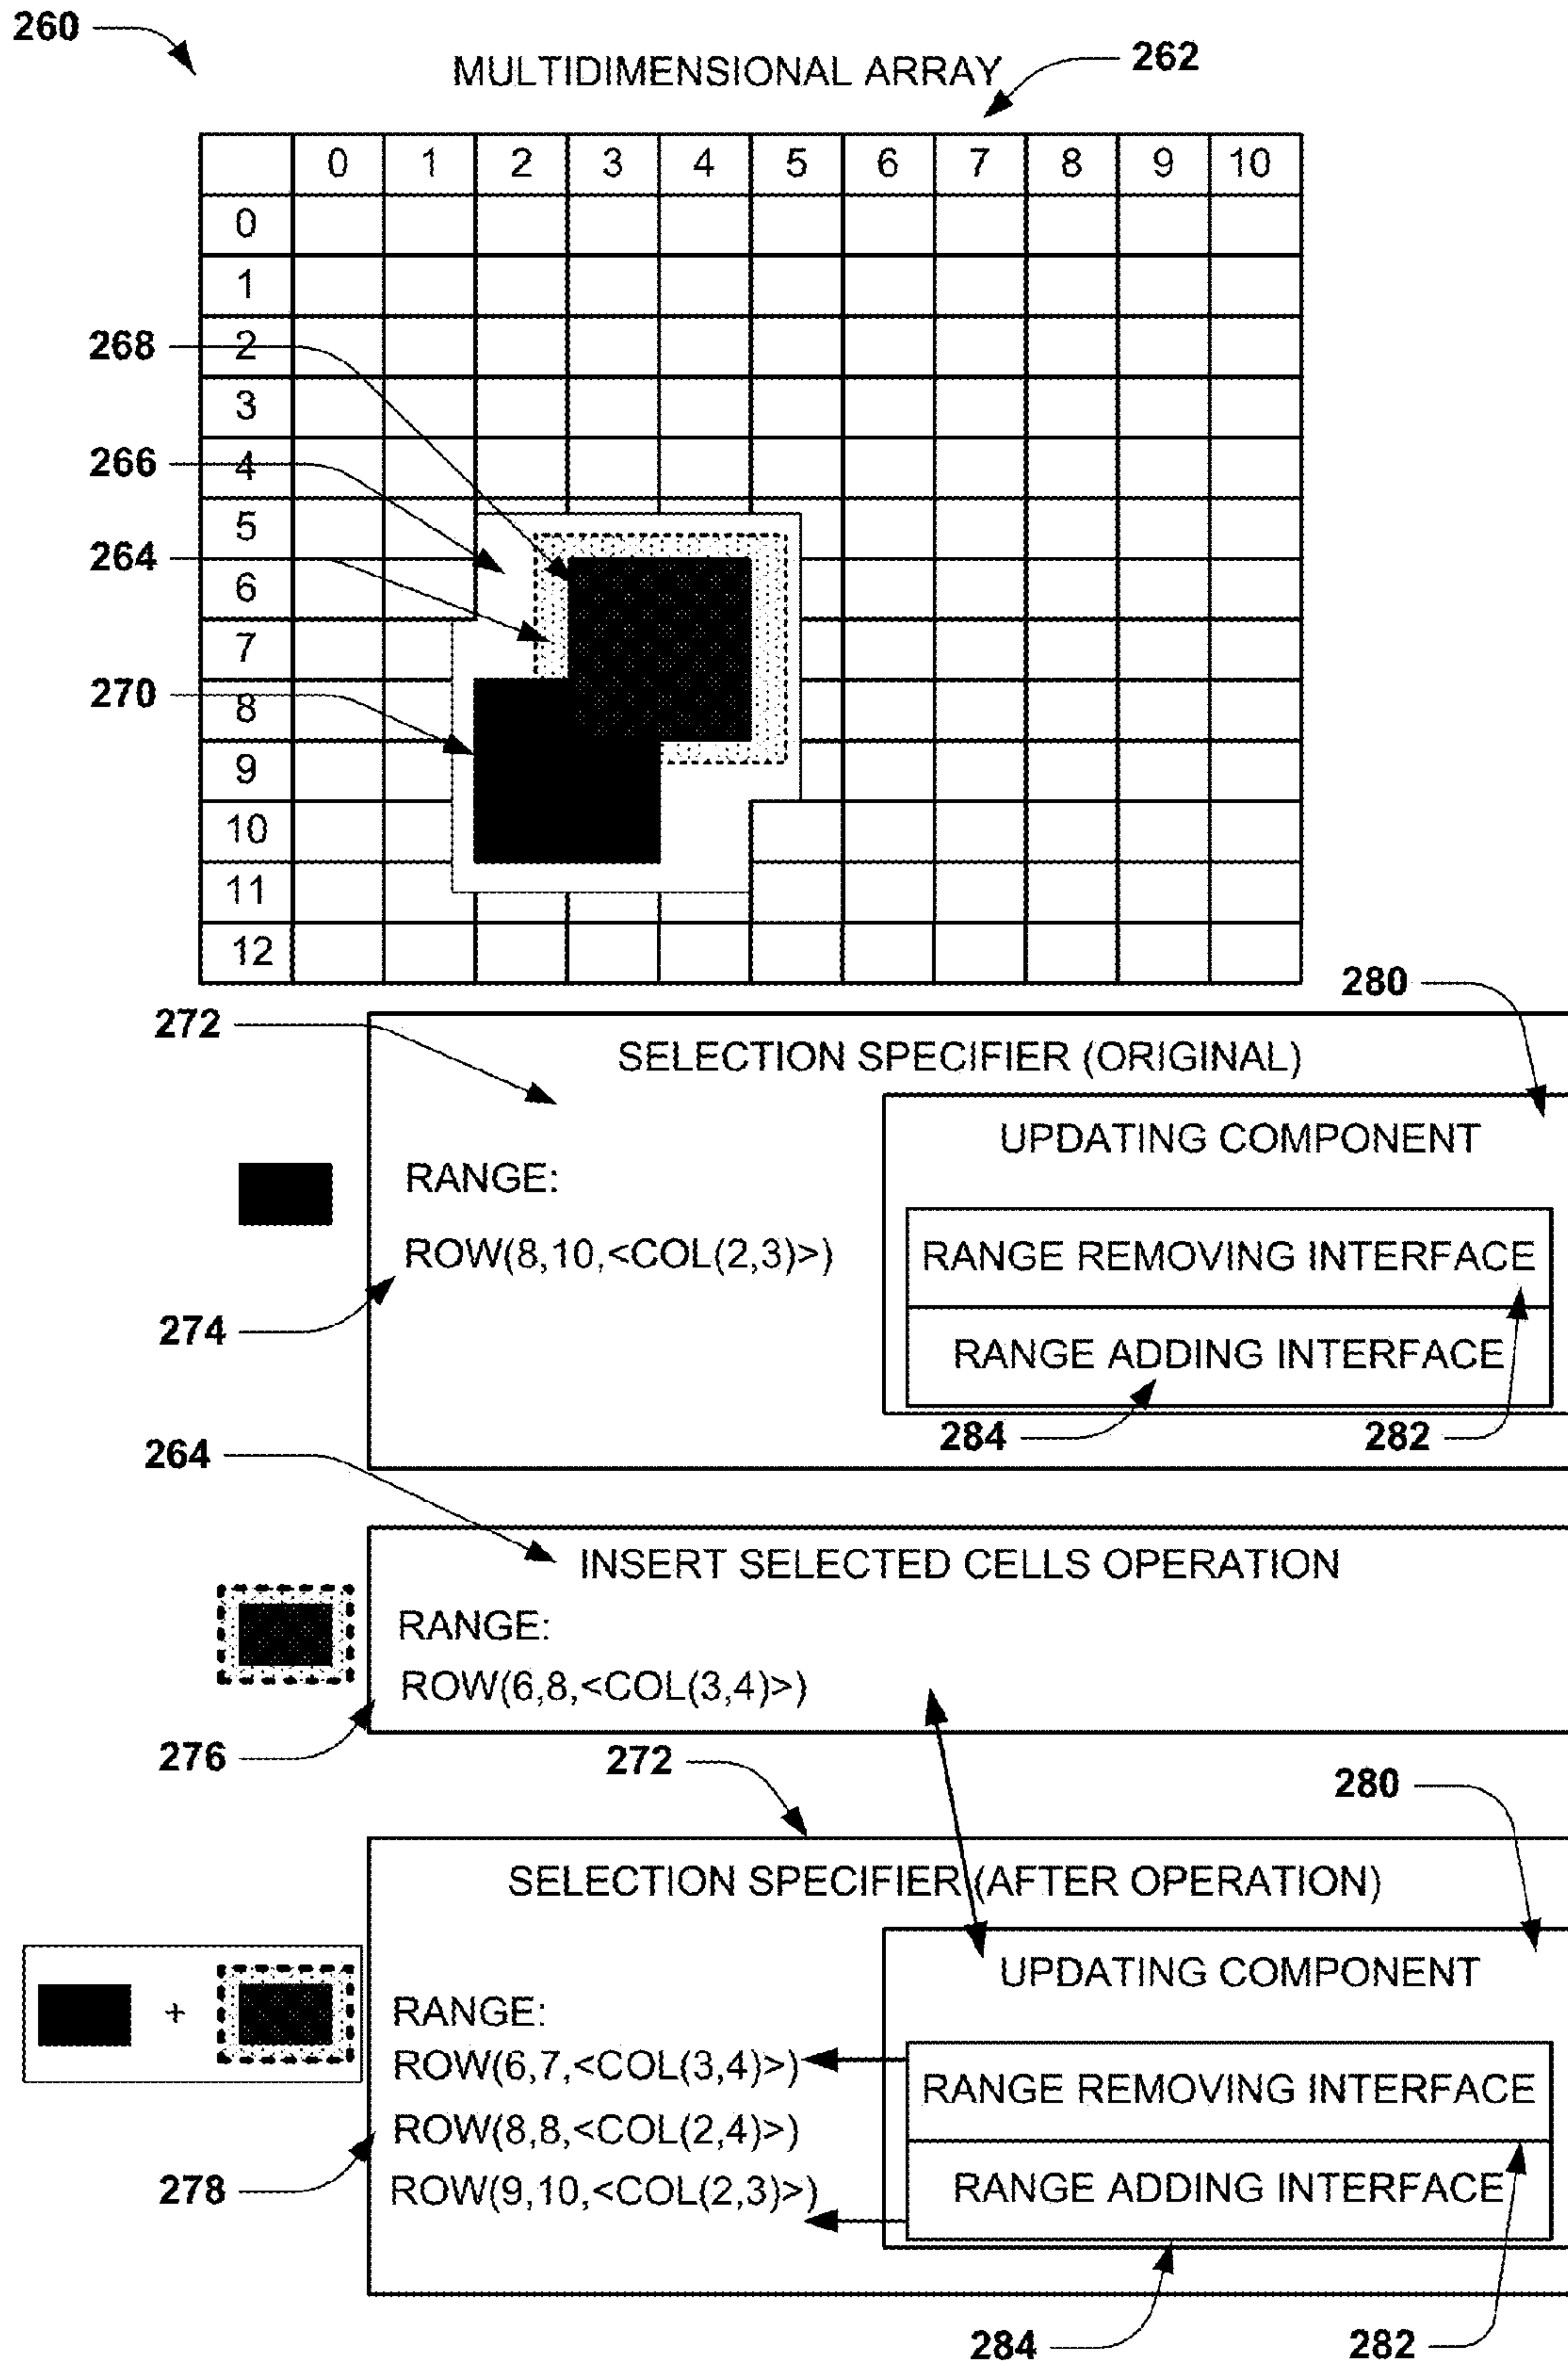 260
MULTIDIMENSIONAL ARRAY
262
0 1 2 3 4 5 6 7 8 9 10
0
1
268
2
3
266
4
5
264
6
7
270
8
9
10
11
12
280
272
SELECTION SPECIFIER (ORIGINAL)
UPDATING COMPONENT
RANGE:
ROW(8,10,<COL(2,3)>)
RANGE REMOVING INTERFACE
274
RANGE ADDING INTERFACE
284
282
264
INSERT SELECTED CELLS OPERATION
RANGE:
ROW(6,8,<COL(3,4)>)
276
272
280
SELECTION SPECIFIER (AFTER OPERATION)
UPDATING COMPONENT
+
RANGE:
ROW(6,7,<COL(3,4)>)
RANGE REMOVING INTERFACE
ROW(8,8,<COL(2,4)>)
278
ROW(9,10,<COL(2,3)>)
RANGE ADDING INTERFACE
284
282